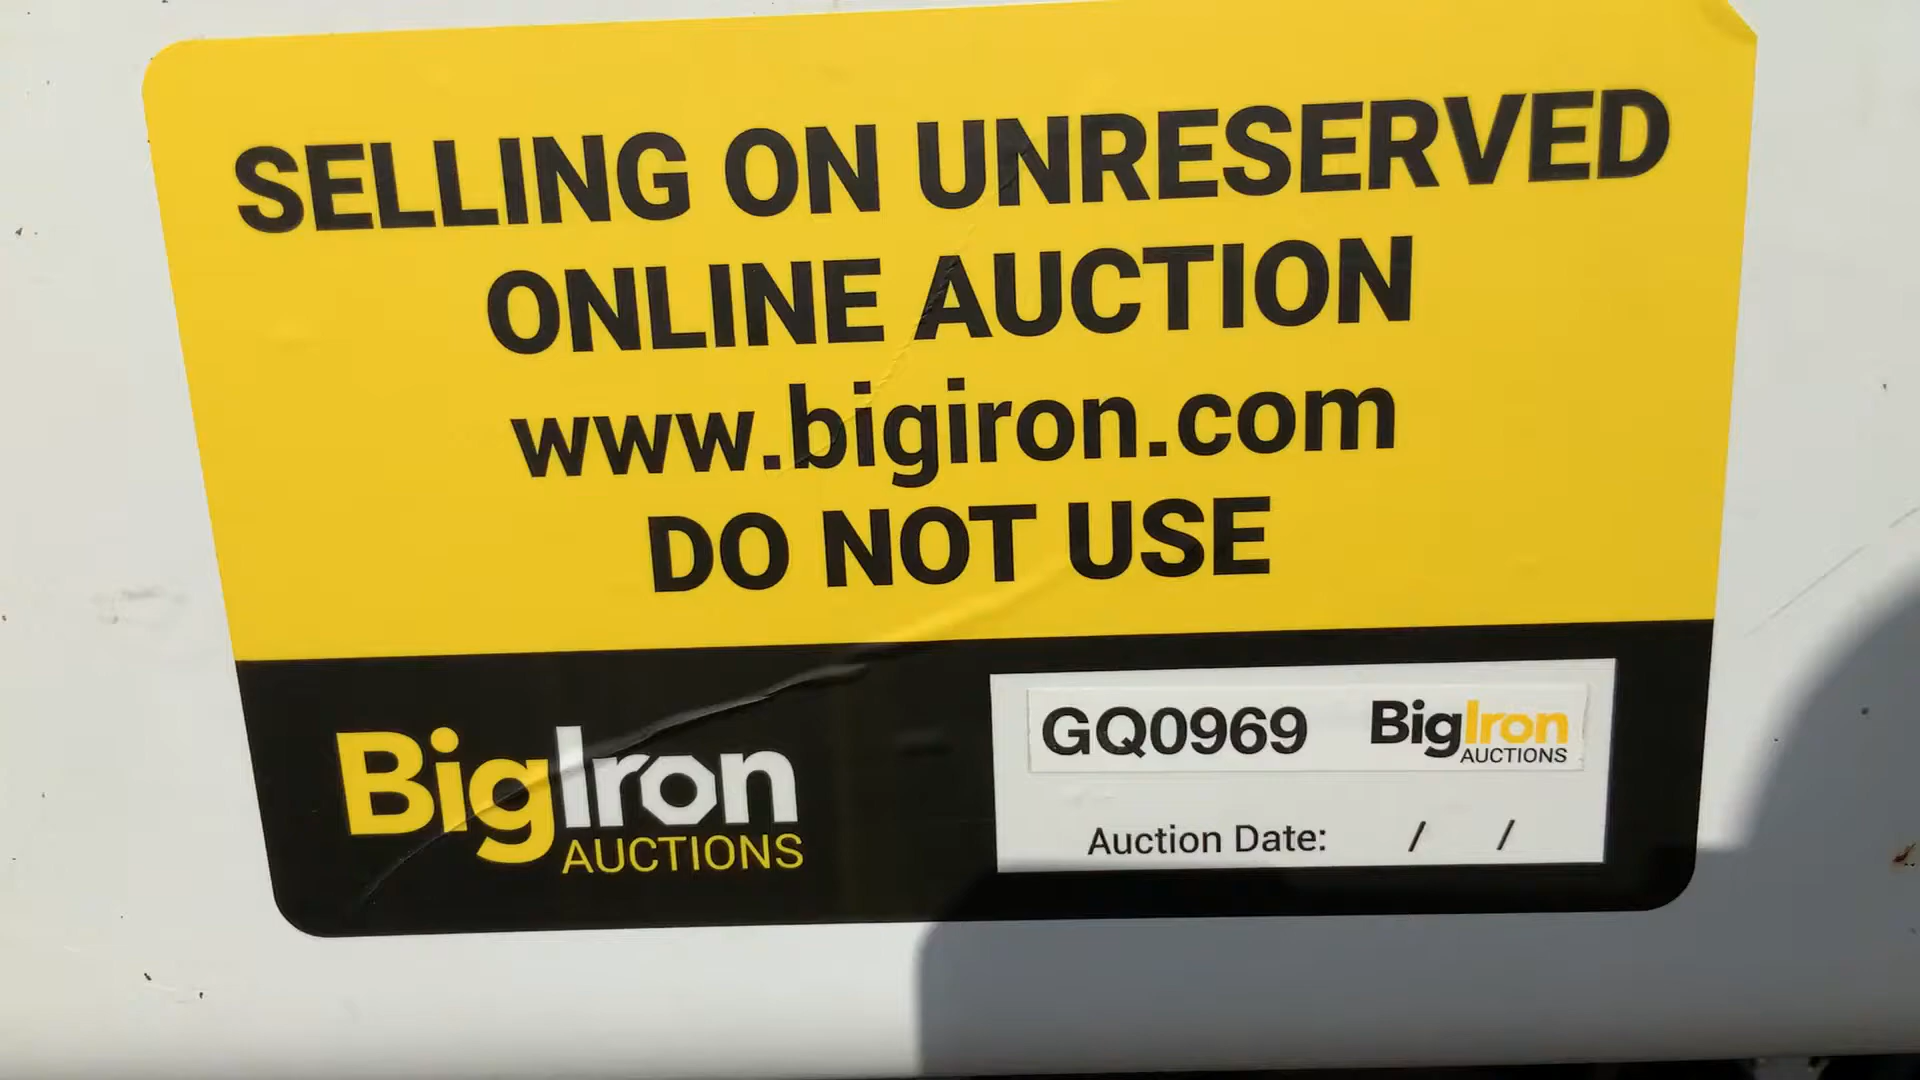 SELLING ON UNRESERVED
ONLINE AUCTION
www.bigiron.com
DO NOT USE
BigIron
AUCTIONS
GQ0969 BigIron
AUCTIONS
Auction Date: / /